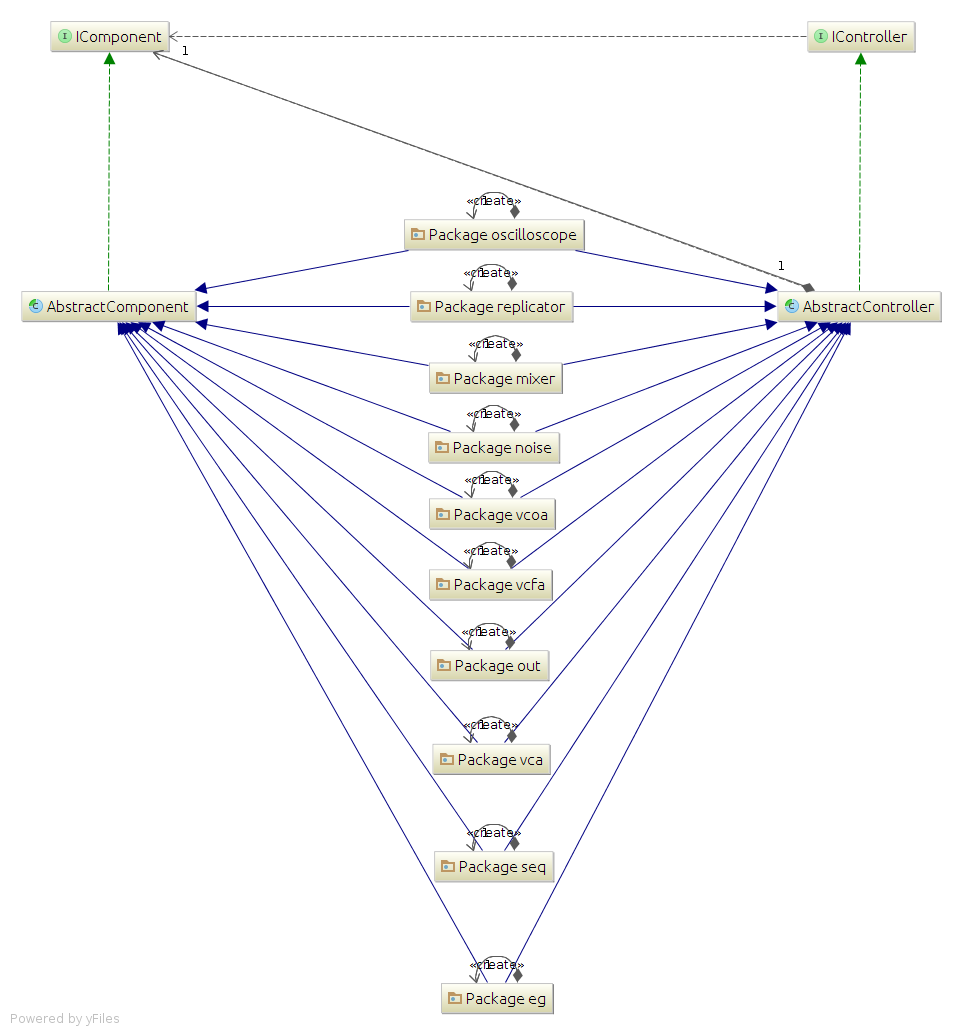 I IComponent
I IController
1
«create»
1
Package oscilloscope
1
«create»
1
C AbstractComponent
Package replicator
C AbstractController
«create»
1
Package mixer
«create»
1
Package noise
«create»
1
Package vcoa
«create»
1
Package vcfa
«create»
1
Package out
«create»
1
Package vca
«create»
1
Package seq
«create»
1
Package eg
Powered by yFiles